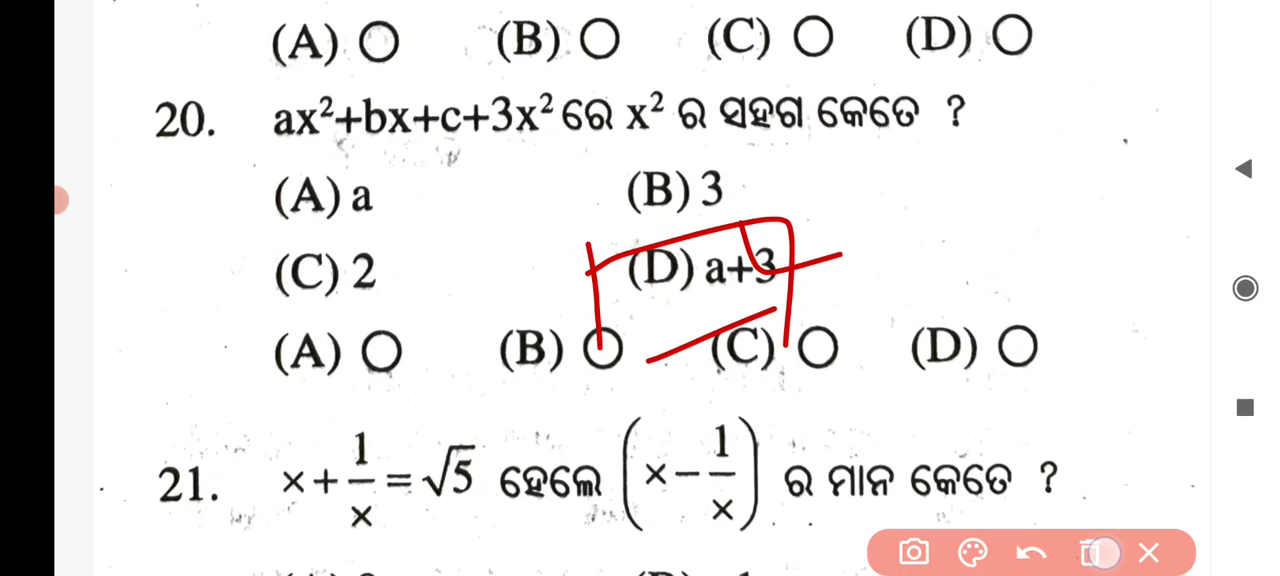 (A) ○ (B) ○ (C) ○ (D) ○
20. ax²+bx+c+3x² ରେ x² ର ସହଗ କେତେ ?
(A) a (B) 3
(C) 2 (D) a+3
(A) ○ (B) ○ (C) ○ (D) ○
21. x + 1/x = √5 ହେଲେ (x − 1/x) ର ମାନ କେତେ ?